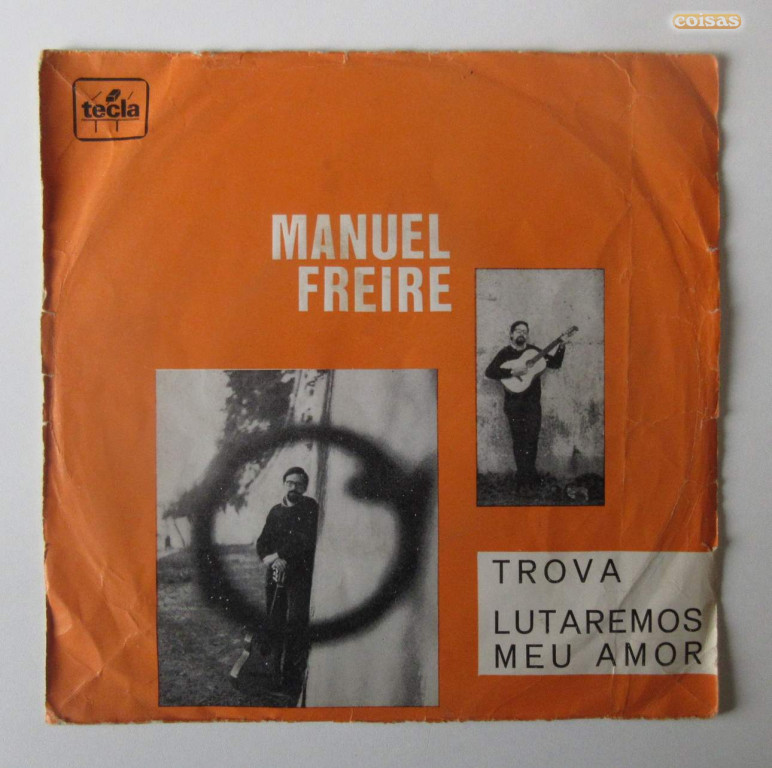 coisas
tecla
MANUEL
FREIRE
TROVA
LUTAREMOS
MEU AMOR